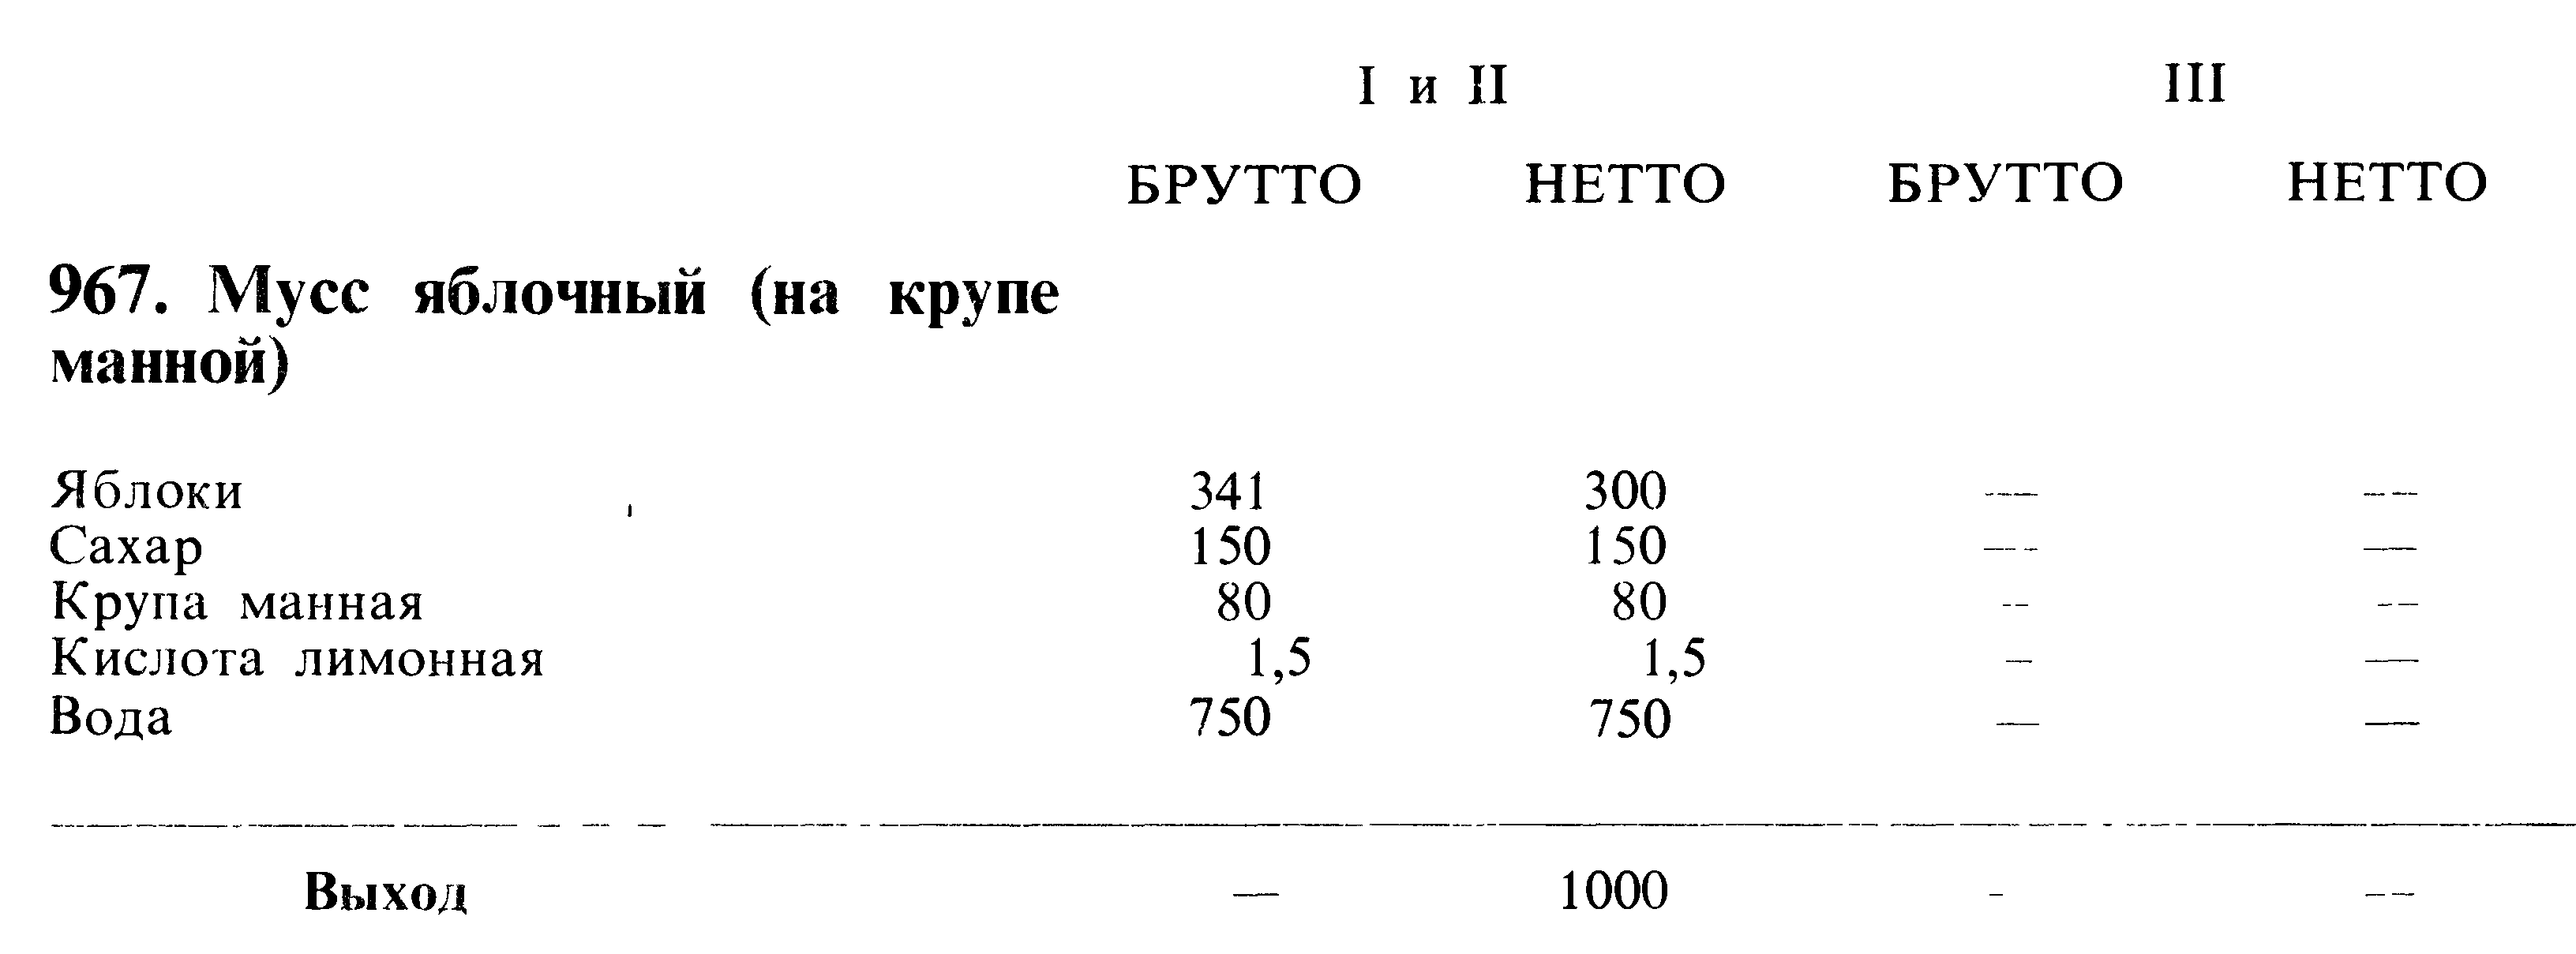 I и II III
БРУТТО НЕТТО БРУТТО НЕТТО
967. Мусс яблочный (на крупе
манной)
Яблоки 341 300 — —
Сахар 150 150 — —
Крупа манная 80 80 — —
Кислота лимонная 1,5 1,5 — —
Вода 750 750 — —
Выход — 1000 — —